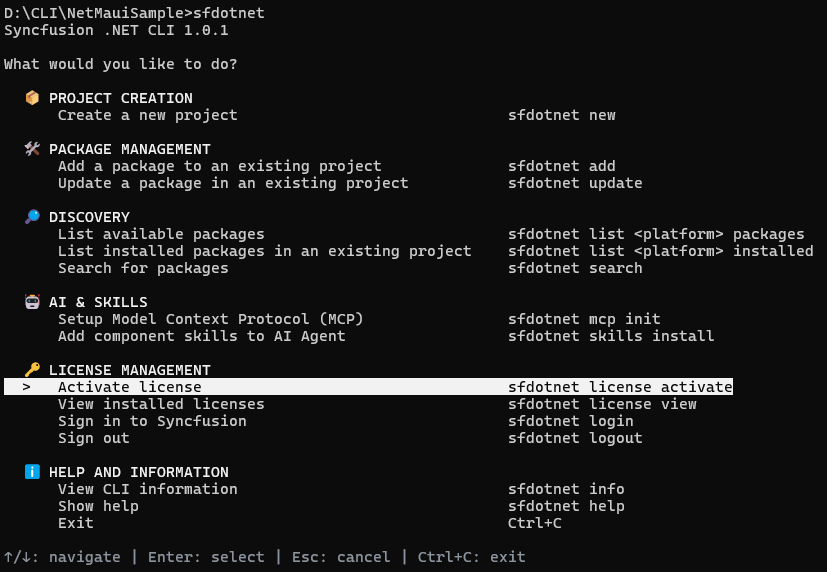 D:\CLI\NetMauiSample>sfdotnet
Syncfusion .NET CLI 1.0.1
What would you like to do?
PROJECT CREATION
Create a new project sfdotnet new
PACKAGE MANAGEMENT
Add a package to an existing project sfdotnet add
Update a package in an existing project sfdotnet update
DISCOVERY
List available packages sfdotnet list <platform> packages
List installed packages in an existing project sfdotnet list <platform> installed
Search for packages sfdotnet search
AI & SKILLS
Setup Model Context Protocol (MCP) sfdotnet mcp init
Add component skills to AI Agent sfdotnet skills install
LICENSE MANAGEMENT
> Activate license sfdotnet license activate
View installed licenses sfdotnet license view
Sign in to Syncfusion sfdotnet login
Sign out sfdotnet logout
HELP AND INFORMATION
View CLI information sfdotnet info
Show help sfdotnet help
Exit Ctrl+C
↑/↓: navigate | Enter: select | Esc: cancel | Ctrl+C: exit